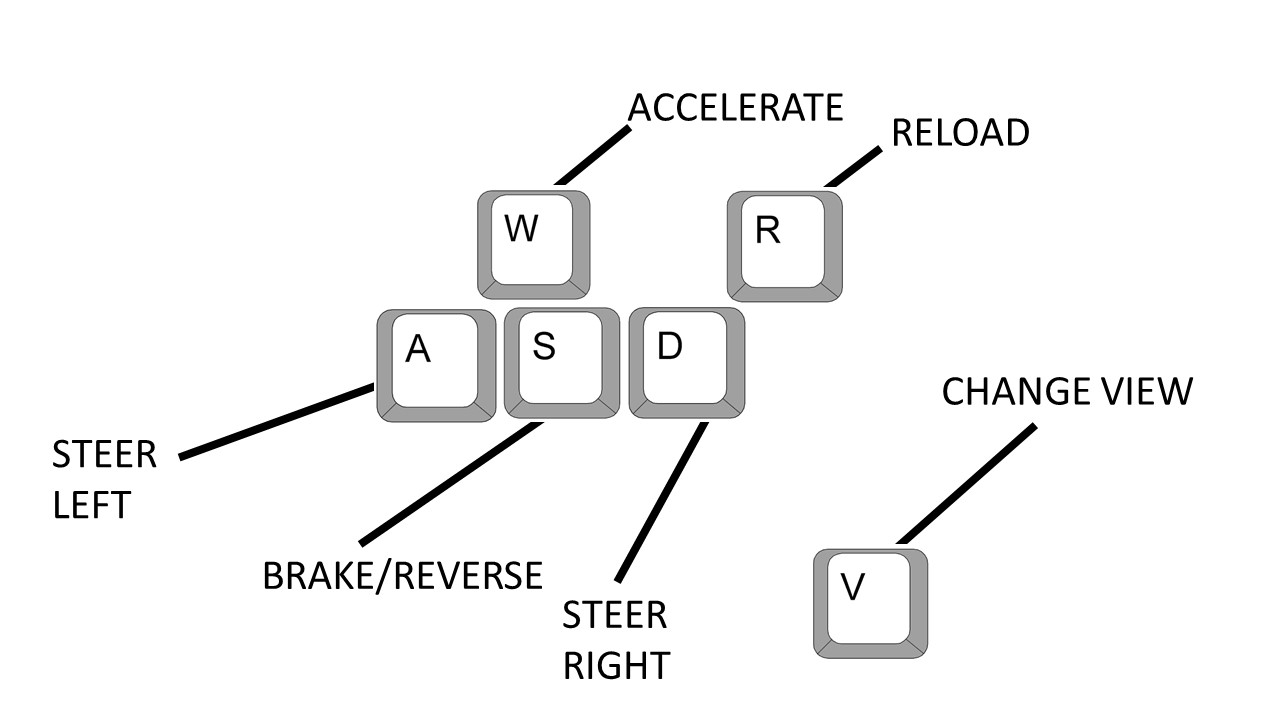 ACCELERATE
RELOAD
W
R
A
S
D
CHANGE VIEW
STEER
LEFT
BRAKE/REVERSE
V
STEER
RIGHT